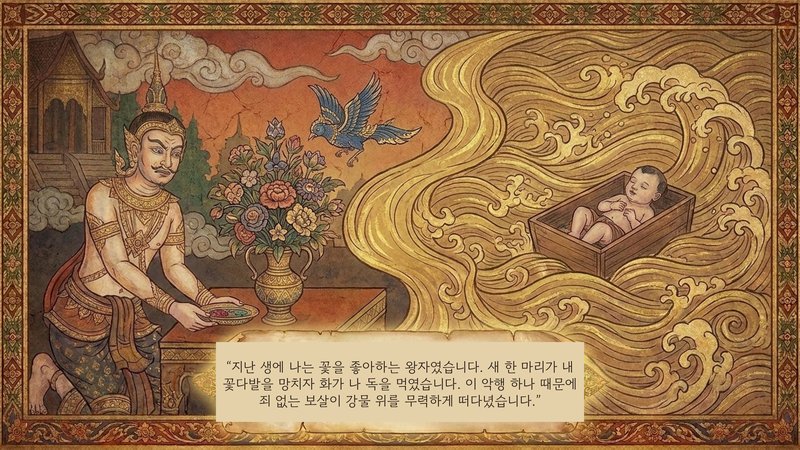 “지난 생에 나는 꽃을 좋아하는 왕자였습니다. 새 한 마리가 내
꽃다발을 망치자 화가 나 독을 먹였습니다. 이 악행 하나 때문에
죄 없는 보살이 강물 위를 무력하게 떠다녔습니다.”